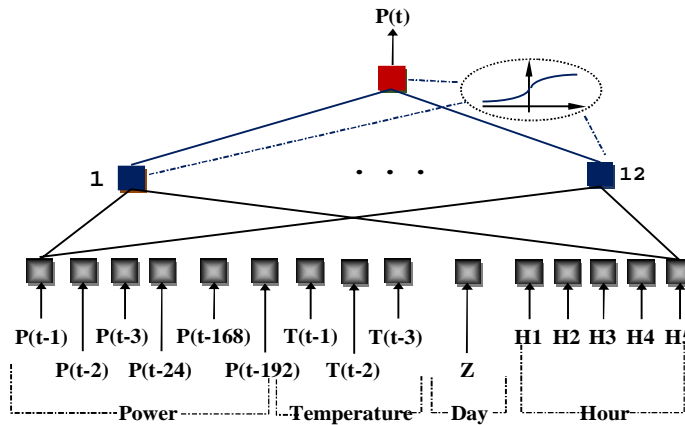 P(t)
1
. . .
12
P(t-1) P(t-3) P(t-168) T(t-1) T(t-3) H1 H2 H3 H4 H5
P(t-2) P(t-24) P(t-192) T(t-2) Z
Power Temperature Day Hour